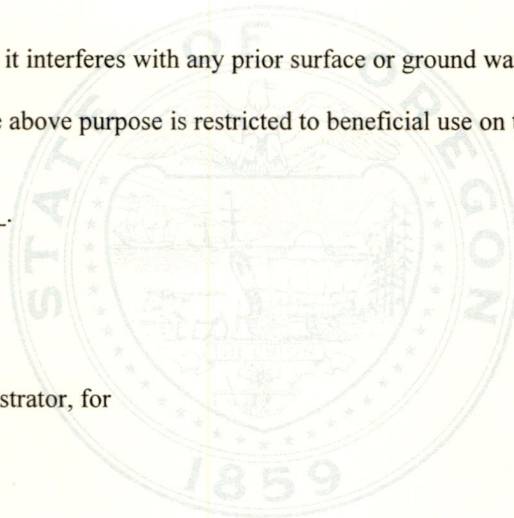 it interferes with any prior surface or ground wa
above purpose is restricted to beneficial use on
strator, for
STATE OF OREGON
1859